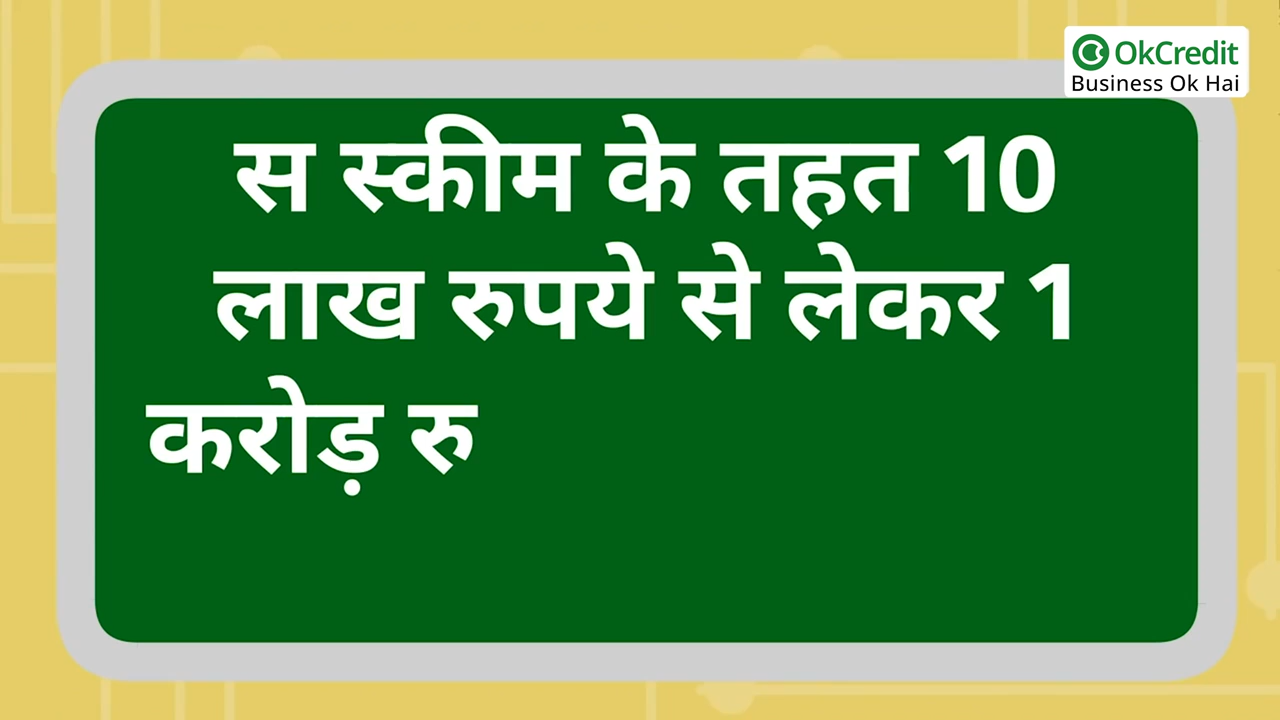 OkCredit
Business Ok Hai
स स्कीम के तहत 10
लाख रुपये से लेकर 1
करोड़ रु